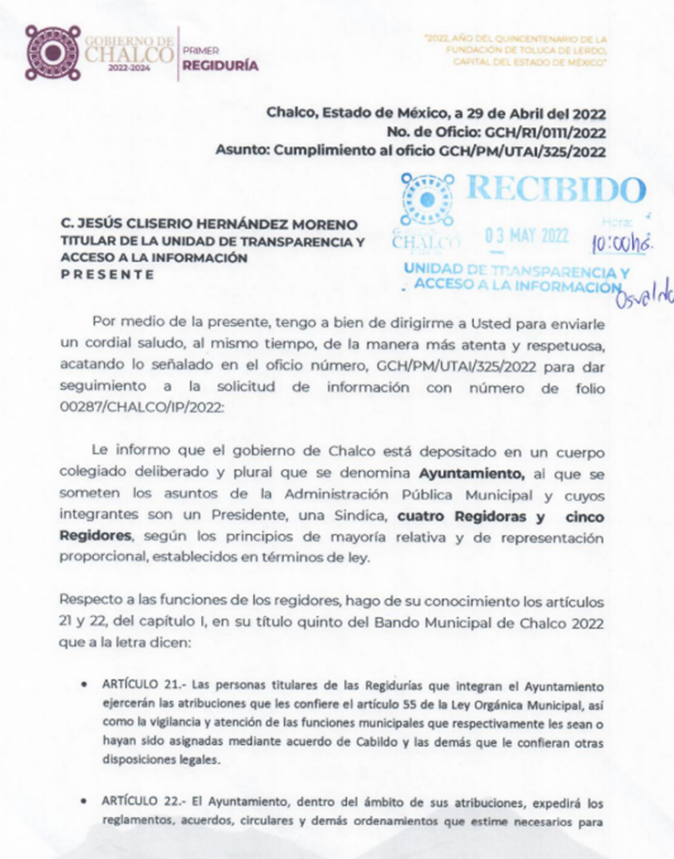 GOBIERNO DE
CHALCO
2022-2024
PRIMER
REGIDURÍA
"2022, AÑO DEL QUINCENTENARIO DE LA
FUNDACIÓN DE TOLUCA DE LERDO,
CAPITAL DEL ESTADO DE MÉXICO"
Chalco, Estado de México, a 29 de Abril del 2022
No. de Oficio: GCH/R1/0111/2022
Asunto: Cumplimiento al oficio GCH/PM/UTAI/325/2022
RECIBIDO
CHALCO
03 MAY 2022
Hora:
10:00hs.
UNIDAD DE TRANSPARENCIA Y
ACCESO A LA INFORMACIÓN
Osvaldo
C. JESÚS CLISERIO HERNÁNDEZ MORENO
TITULAR DE LA UNIDAD DE TRANSPARENCIA Y
ACCESO A LA INFORMACIÓN
P R E S E N T E
Por medio de la presente, tengo a bien de dirigirme a Usted para enviarle
un cordial saludo, al mismo tiempo, de la manera más atenta y respetuosa,
acatando lo señalado en el oficio número, GCH/PM/UTAI/325/2022 para dar
seguimiento a la solicitud de información con número de folio
00287/CHALCO/IP/2022:
Le informo que el gobierno de Chalco está depositado en un cuerpo
colegiado deliberado y plural que se denomina Ayuntamiento, al que se
someten los asuntos de la Administración Pública Municipal y cuyos
integrantes son un Presidente, una Sindica, cuatro Regidoras y cinco
Regidores, según los principios de mayoría relativa y de representación
proporcional, establecidos en términos de ley.
Respecto a las funciones de los regidores, hago de su conocimiento los artículos
21 y 22, del capítulo I, en su título quinto del Bando Municipal de Chalco 2022
que a la letra dicen:
• ARTÍCULO 21.- Las personas titulares de las Regidurías que integran el Ayuntamiento
ejercerán las atribuciones que les confiere el artículo 55 de la Ley Orgánica Municipal, así
como la vigilancia y atención de las funciones municipales que respectivamente les sean o
hayan sido asignadas mediante acuerdo de Cabildo y las demás que le confieran otras
disposiciones legales.
• ARTÍCULO 22.- El Ayuntamiento, dentro del ámbito de sus atribuciones, expedirá los
reglamentos, acuerdos, circulares y demás ordenamientos que estime necesarios para